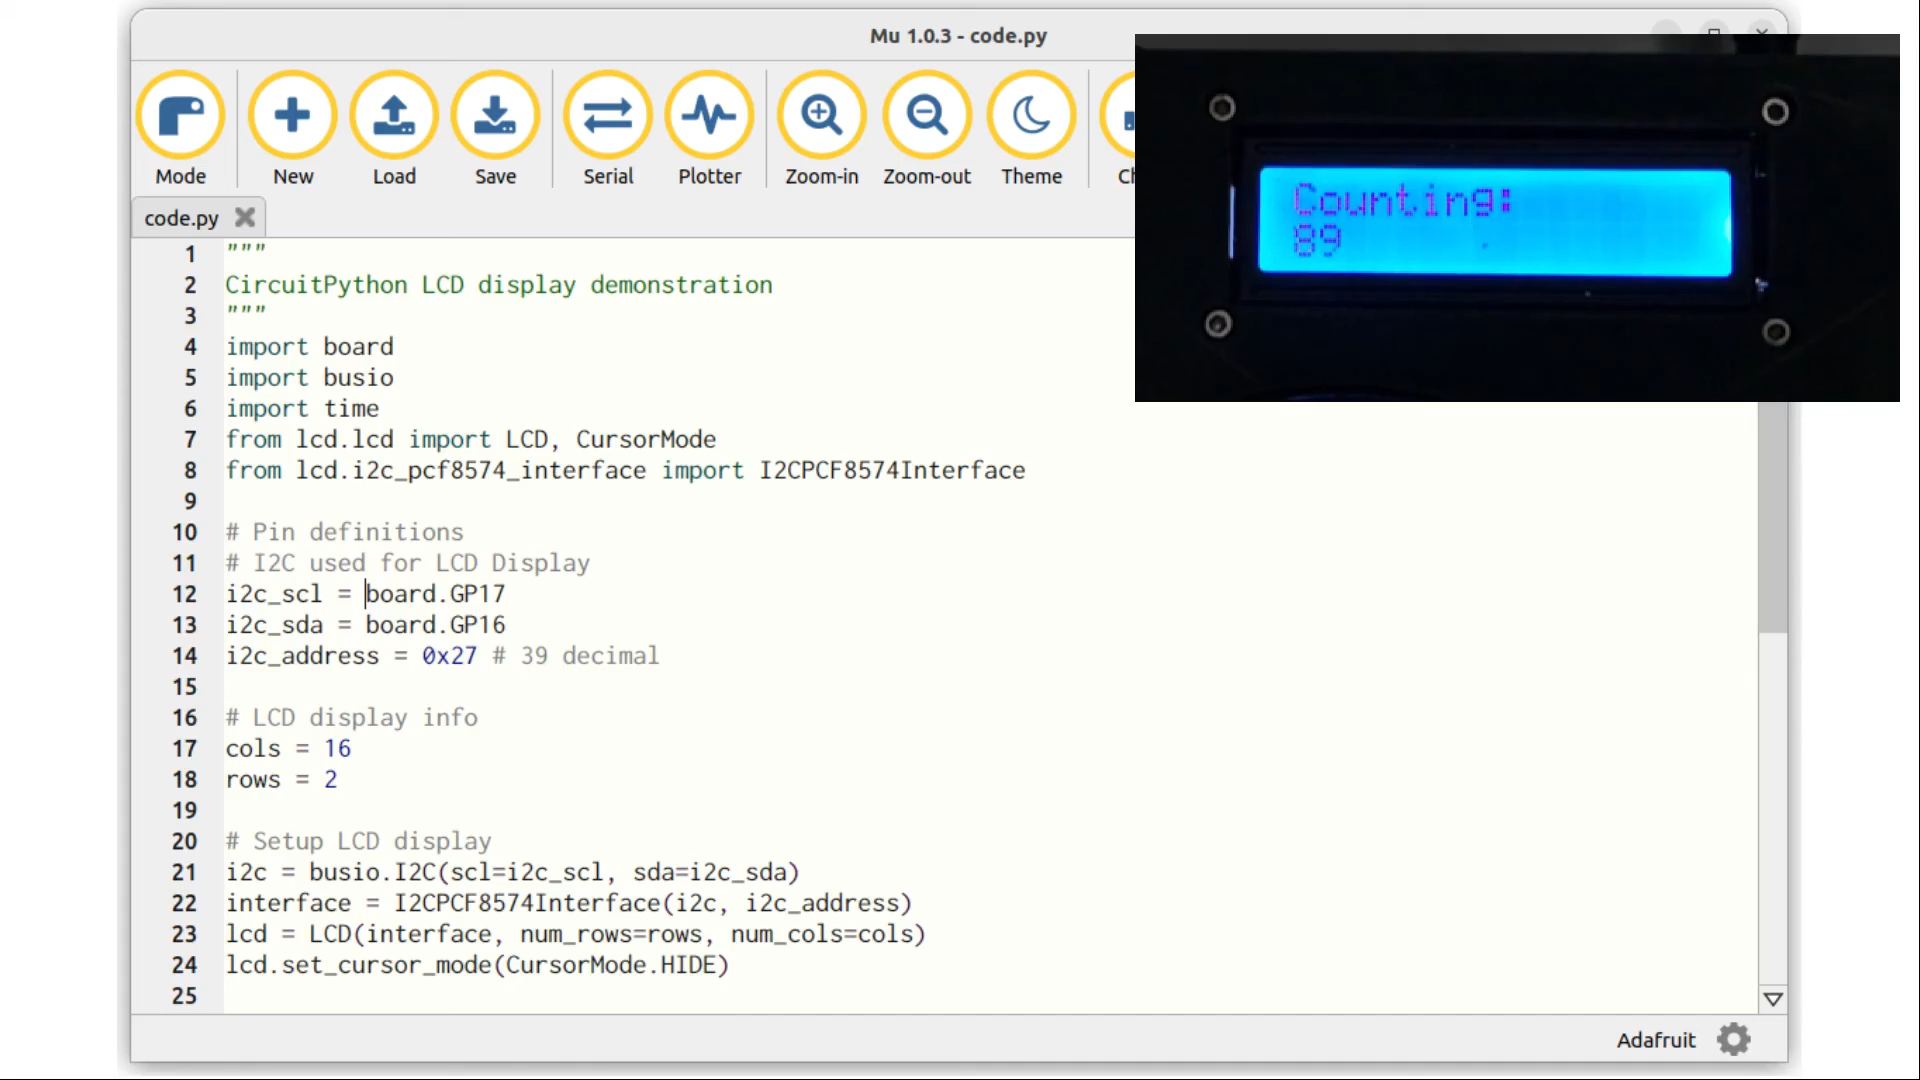 Mu 1.0.3 - code.py
Mode New Load Save Serial Plotter Zoom-in Zoom-out Theme
code.py
1 """
2 CircuitPython LCD display demonstration
3 """
4 import board
5 import busio
6 import time
7 from lcd.lcd import LCD, CursorMode
8 from lcd.i2c_pcf8574_interface import I2CPCF8574Interface
9
10 # Pin definitions
11 # I2C used for LCD Display
12 i2c_scl = board.GP17
13 i2c_sda = board.GP16
14 i2c_address = 0x27 # 39 decimal
15
16 # LCD display info
17 cols = 16
18 rows = 2
19
20 # Setup LCD display
21 i2c = busio.I2C(scl=i2c_scl, sda=i2c_sda)
22 interface = I2CPCF8574Interface(i2c, i2c_address)
23 lcd = LCD(interface, num_rows=rows, num_cols=cols)
24 lcd.set_cursor_mode(CursorMode.HIDE)
25
Counting:
89
Adafruit